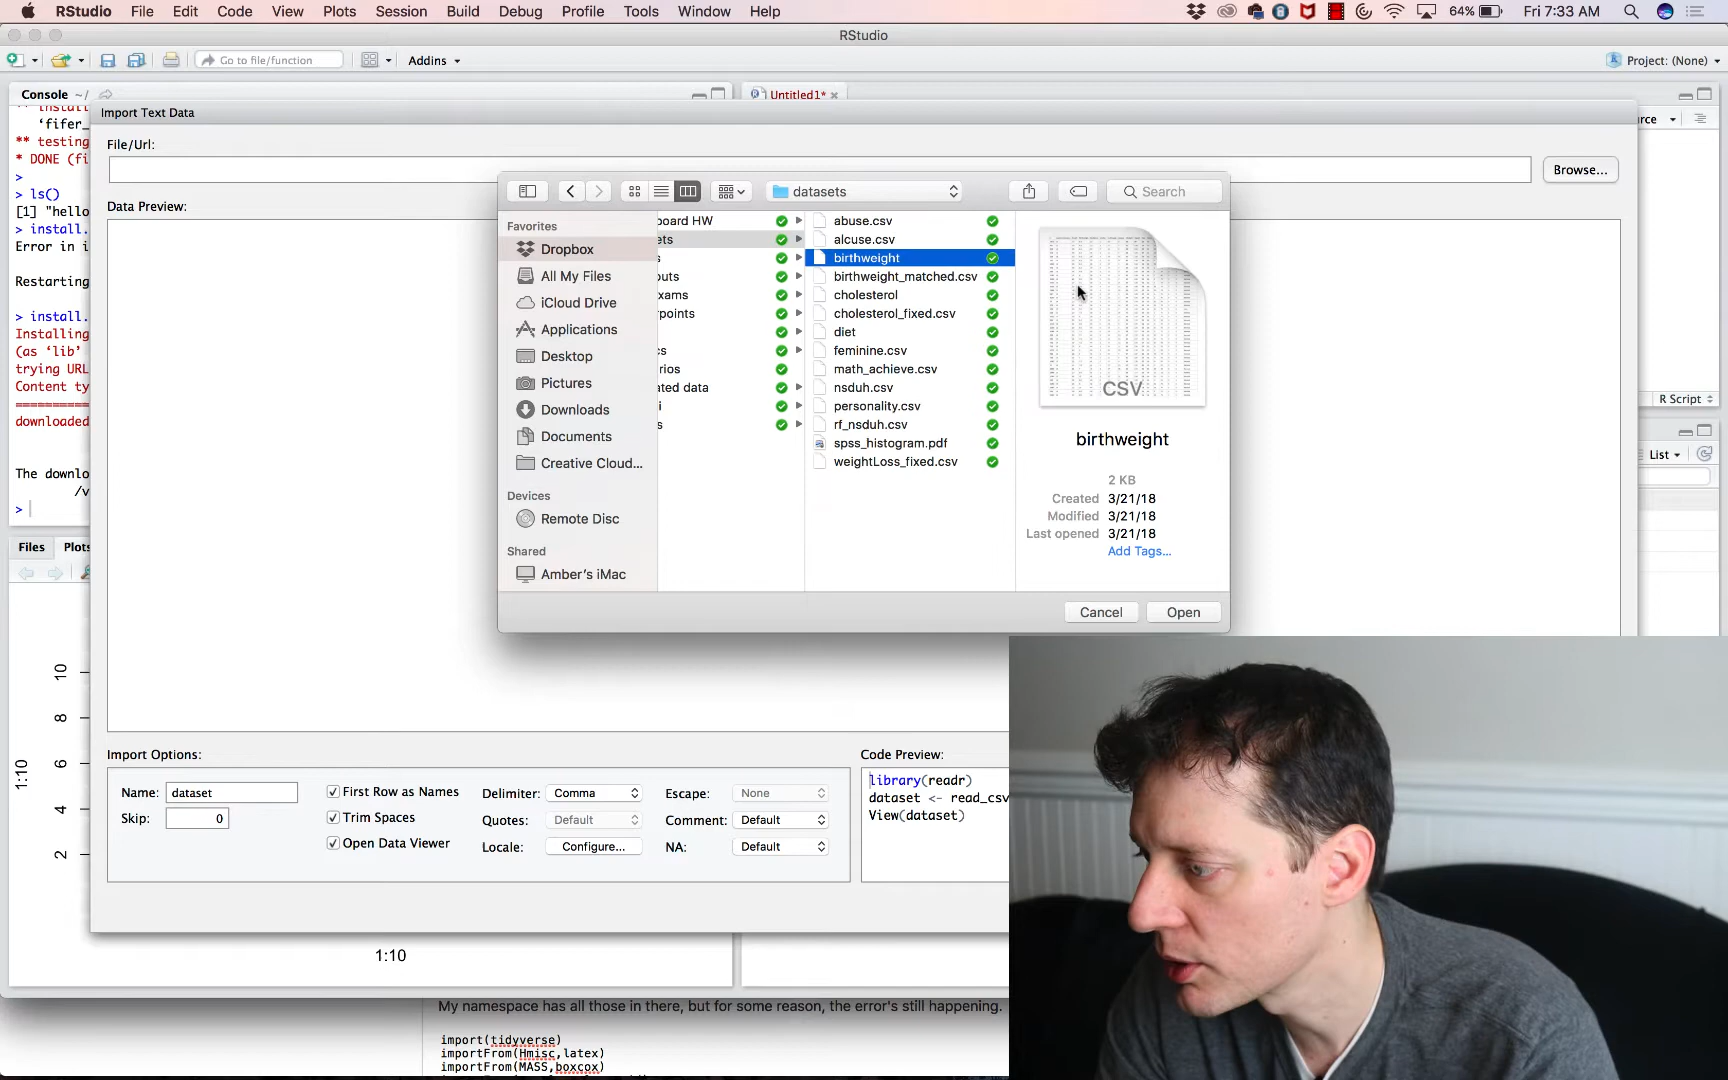 RStudio File Edit Code View Plots Session Build Debug Profile Tools Window Help 64% Fri 7:33 AM
RStudio
Go to file/function Addins Project: (None)
Console ~/ Untitled1*
Import Text Data
'fifer_
** testing
* DONE (fi
>
> ls()
[1] "hello
> install.
Error in i
Restarting
> install.
Installing
(as 'lib'
trying URL
Content ty
downloaded
The downlo
/v
>
File/Url:
Browse...
Data Preview:
datasets Search
Favorites
Dropbox
All My Files
iCloud Drive
Applications
Desktop
Pictures
Downloads
Documents
Creative Cloud...
Devices
Remote Disc
Shared
Amber's iMac
board HW
ets
s
outs
xams
points
cs
rios
ated data
i
s
abuse.csv
alcuse.csv
birthweight
birthweight_matched.csv
cholesterol
cholesterol_fixed.csv
diet
feminine.csv
math_achieve.csv
nsduh.csv
personality.csv
rf_nsduh.csv
spss_histogram.pdf
weightLoss_fixed.csv
CSV
birthweight
2 KB
Created 3/21/18
Modified 3/21/18
Last opened 3/21/18
Add Tags...
Cancel Open
urce
R Script
List
Files Plots
10
8
6
4
2
1:10
1:10
Import Options:
Name: dataset
Skip: 0
First Row as Names
Trim Spaces
Open Data Viewer
Delimiter: Comma
Quotes: Default
Locale: Configure...
Escape: None
Comment: Default
NA: Default
Code Preview:
library(readr)
dataset <- read_csv
View(dataset)
My namespace has all those in there, but for some reason, the error's still happening.
import(tidyverse)
importFrom(Hmisc,latex)
importFrom(MASS,boxcox)